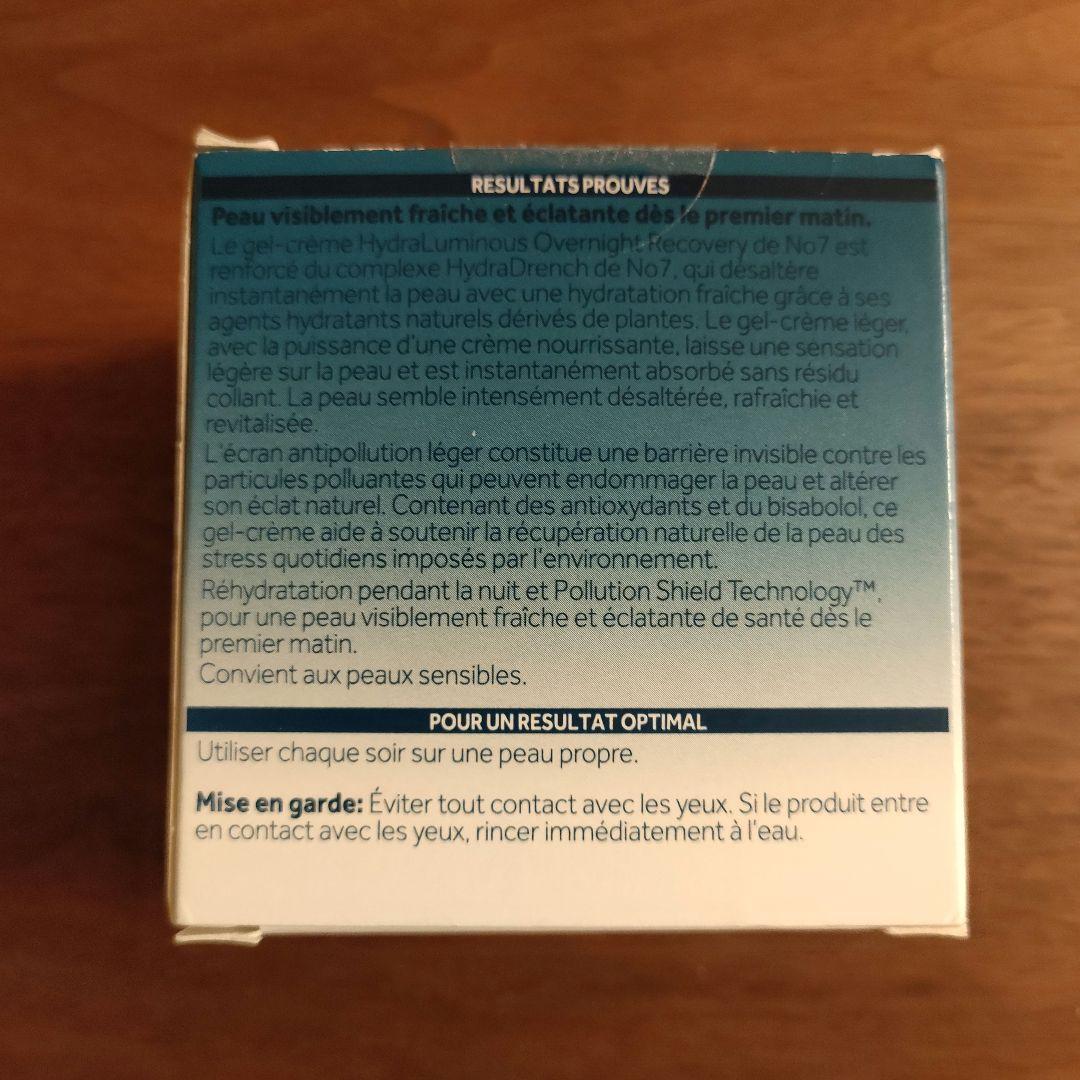 RESULTATS PROUVES
Peau visiblement fraîche et éclatante dès le premier matin.
Le gel-crème HydraLuminous Overnight Recovery de No7 est
renforcé du complexe HydraDrench de No7, qui désaltère
instantanément la peau avec une hydratation fraîche grâce à ses
agents hydratants naturels dérivés de plantes. Le gel-crème léger,
avec la puissance d'une crème nourrissante, laisse une sensation
légère sur la peau et est instantanément absorbé sans résidu
collant. La peau semble intensément désaltérée, rafraîchie et
revitalisée.
L'écran antipollution léger constitue une barrière invisible contre les
particules polluantes qui peuvent endommager la peau et altérer
son éclat naturel. Contenant des antioxydants et du bisabolol, ce
gel-crème aide à soutenir la récupération naturelle de la peau des
stress quotidiens imposés par l'environnement.
Réhydratation pendant la nuit et Pollution Shield Technology™,
pour une peau visiblement fraîche et éclatante de santé dès le
premier matin.
Convient aux peaux sensibles.
POUR UN RESULTAT OPTIMAL
Utiliser chaque soir sur une peau propre.
Mise en garde: Éviter tout contact avec les yeux. Si le produit entre
en contact avec les yeux, rincer immédiatement à l'eau.